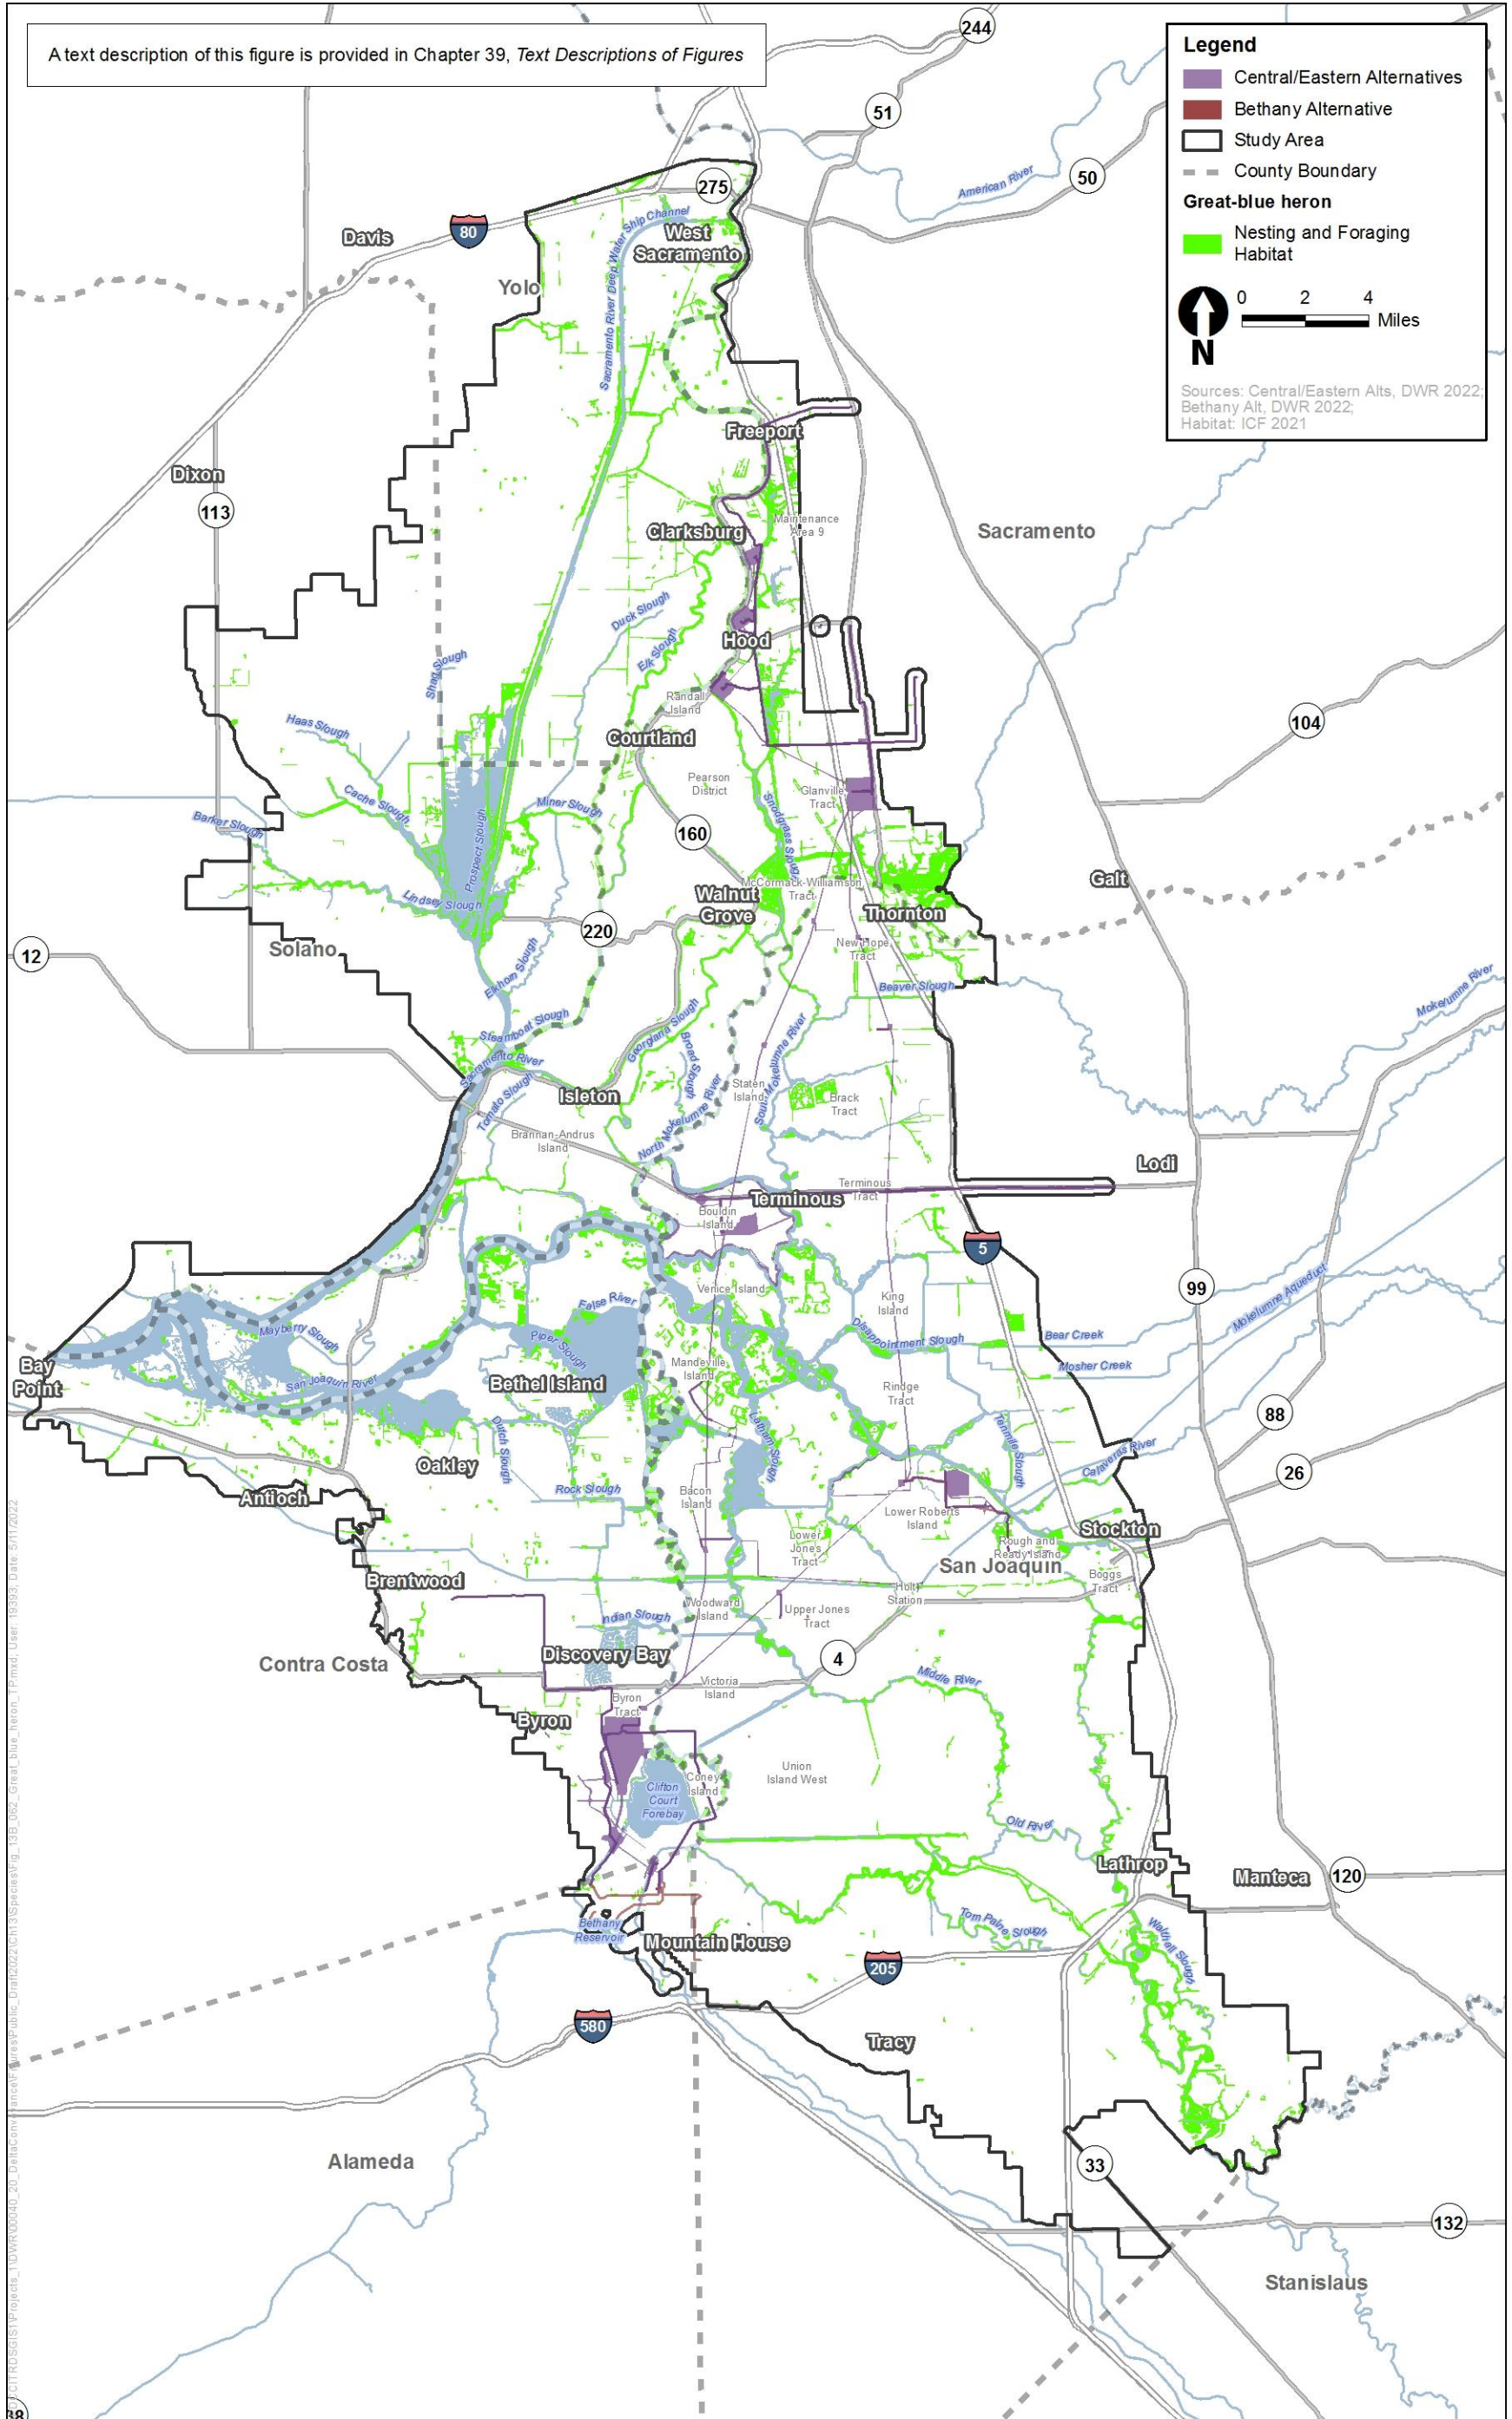 A text description of this figure is provided in Chapter 39, Text Descriptions of Figures
Legend
Central/Eastern Alternatives
Bethany Alternative
Study Area
County Boundary
Great-blue heron
Nesting and Foraging
Habitat
0 2 4
Miles
N
Sources: Central/Eastern Alts, DWR 2022;
Bethany Alt, DWR 2022;
Habitat: ICF 2021
244
51
50
American River
275
80
Davis
West
Sacramento
Sacramento River Deep Water Ship Channel
Yolo
Freeport
Dixon
113
Clarksburg
Maintenance
Area 9
Sacramento
Duck Slough
Elk Slough
Hood
Shag Slough
Randall
Island
Haas Slough
Courtland
104
Pearson
District
Glanville
Tract
Cache Slough
Miner Slough
Snodgrass Slough
Barker Slough
160
Prospect Slough
McCormack-Williamson
Tract
Galt
Lindsey Slough
Walnut
Grove
Thornton
220
12
Solano
New Hope
Tract
Elkhorn Slough
Beaver Slough
Mokelumne River
Steamboat Slough
Georgiana Slough
Sacramento River
Broad Slough
South Mokelumne River
Tomato Slough
Isleton
Staten
Island
Brack
Tract
North Mokelumne River
Brannan-Andrus
Island
Lodi
Terminous
Tract
Terminous
Bouldin
Island
5
99
Venice Island
King
Island
False River
Mokelumne Aqueduct
Mayberry Slough
Piper Slough
Disappointment Slough
Bear Creek
Mosher Creek
Bay
Point
Mandeville
Island
San Joaquin River
Bethel Island
Rindge
Tract
88
Latham Slough
Dutch Slough
Tenmile Slough
Calaveras River
Oakley
26
Antioch
Rock Slough
Bacon
Island
Lower Roberts
Island
Stockton
Lower
Jones
Tract
Rough and
Ready Island
San Joaquin
Brentwood
Boggs
Tract
Holt
Station
Woodward
Island
Upper Jones
Tract
Indian Slough
Discovery Bay
Contra Costa
4
Middle River
Victoria
Island
Byron
Tract
Byron
Union
Island West
Coney
Island
Clifton
Court
Forebay
Old River
Lathrop
Manteca
120
Bethany
Reservoir
Mountain House
Tom Paine Slough
Walthall Slough
205
580
Tracy
Alameda
33
132
Stanislaus